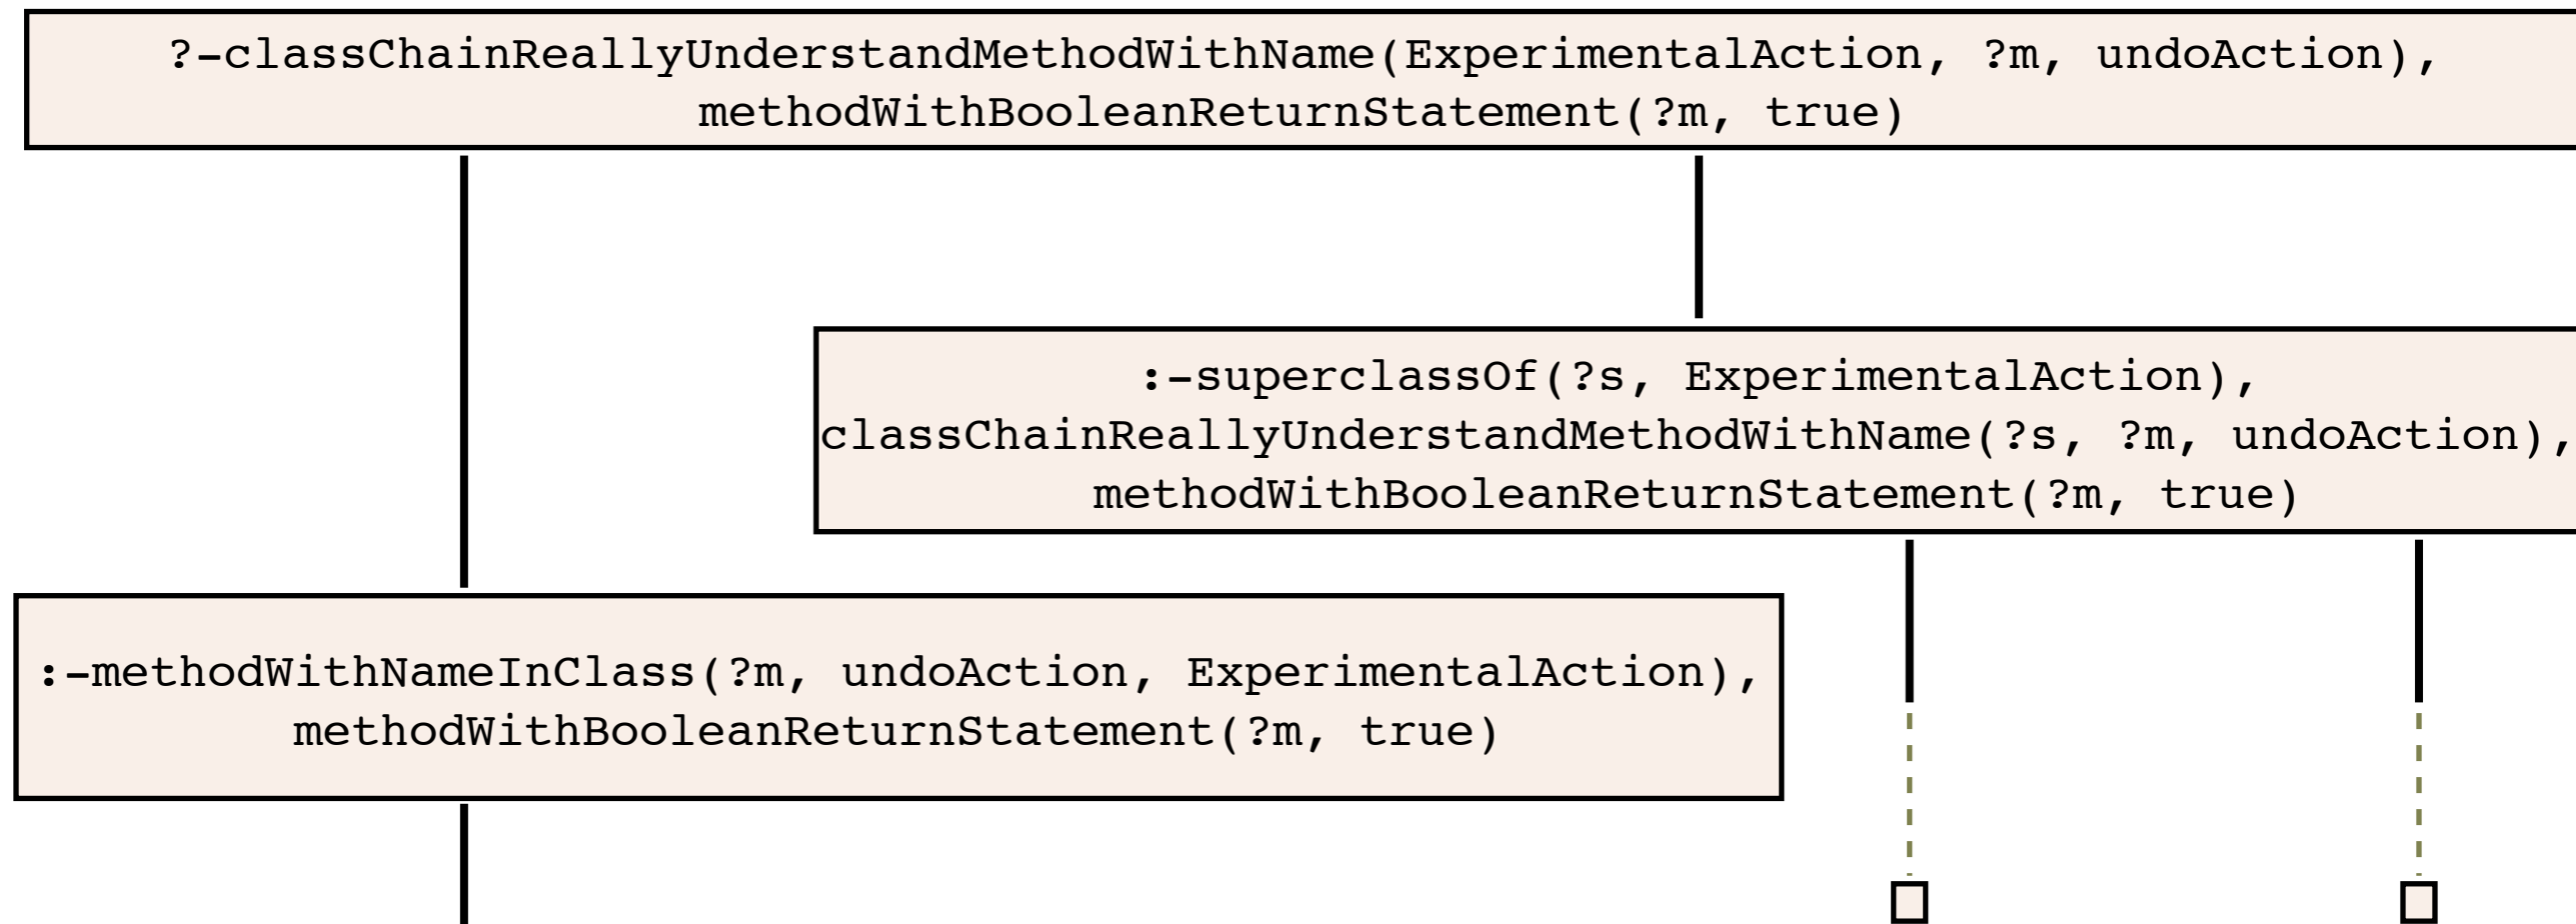 ?-classChainReallyUnderstandMethodWithName(ExperimentalAction, ?m, undoAction),
methodWithBooleanReturnStatement(?m, true)
:-superclassOf(?s, ExperimentalAction),
classChainReallyUnderstandMethodWithName(?s, ?m, undoAction),
methodWithBooleanReturnStatement(?m, true)
:-methodWithNameInClass(?m, undoAction, ExperimentalAction),
methodWithBooleanReturnStatement(?m, true)